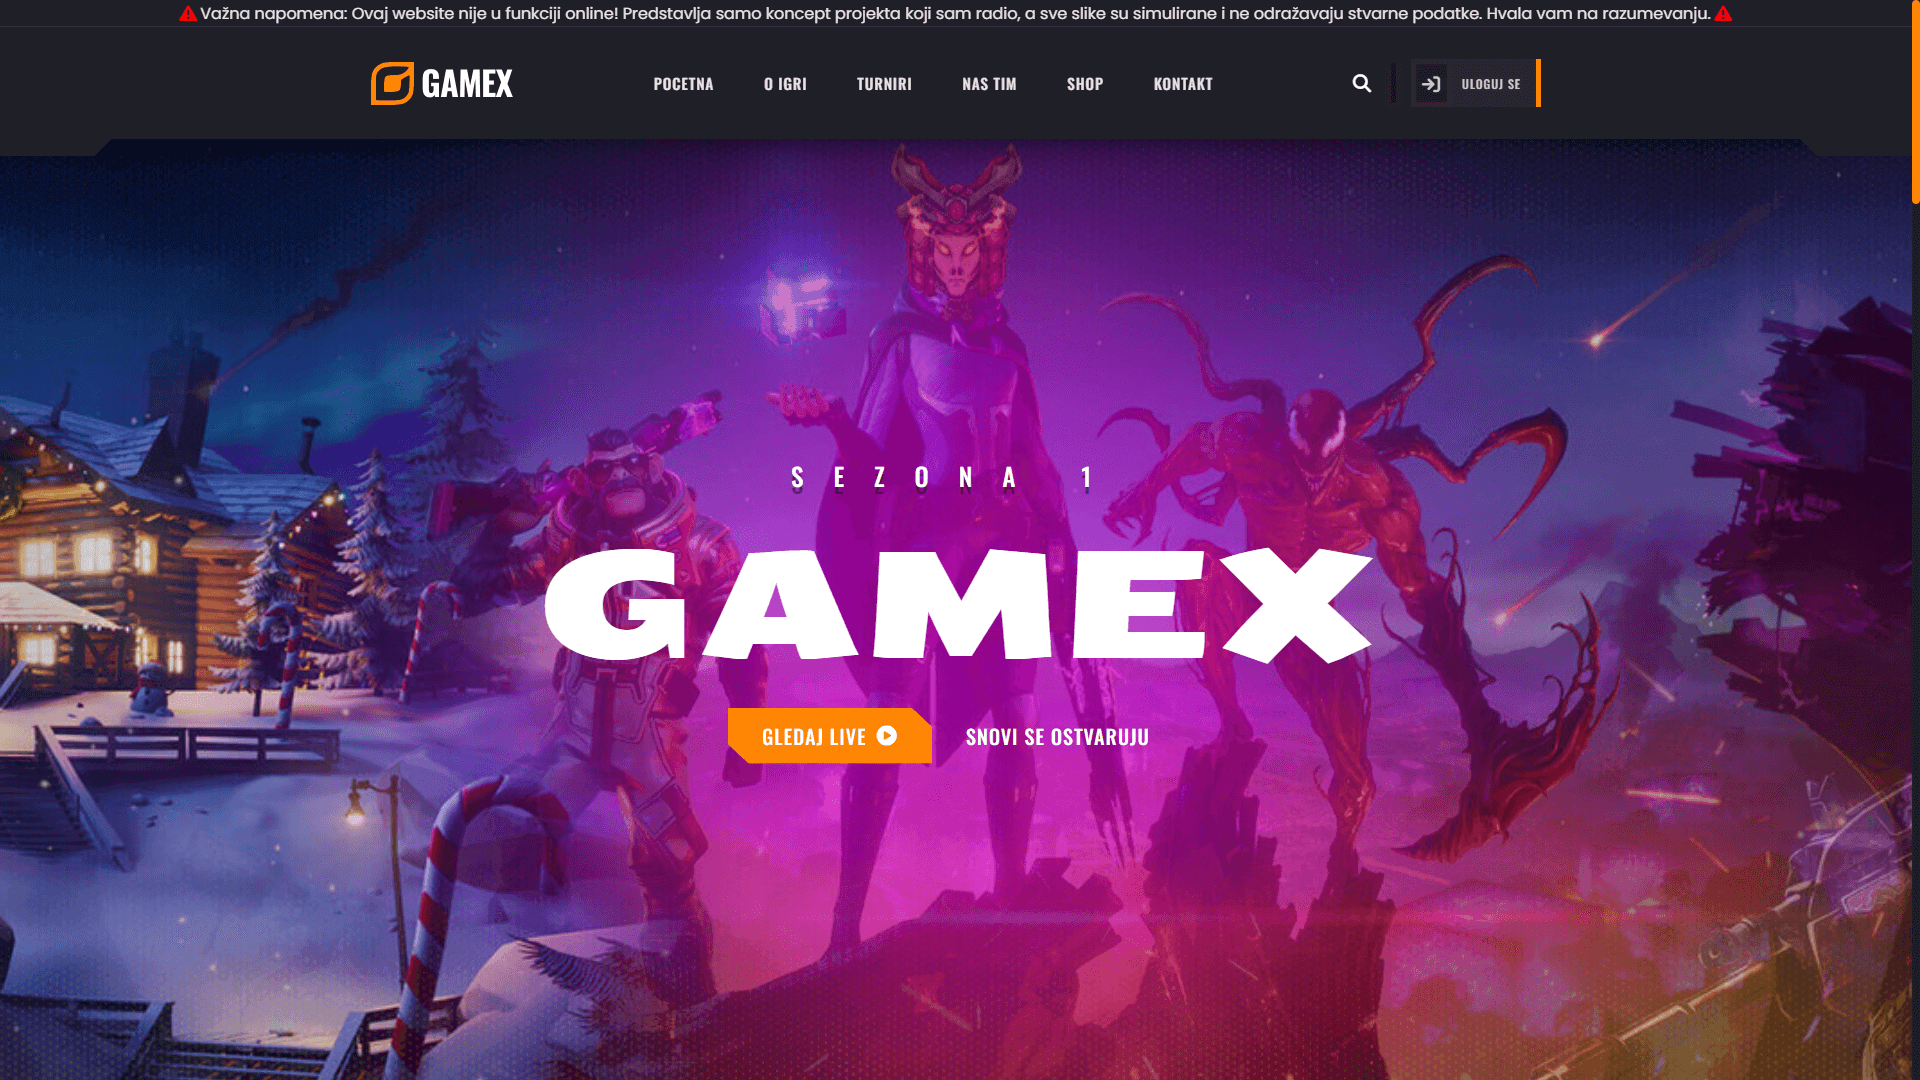 Važna napomena: Ovaj website nije u funkciji online! Predstavlja samo koncept projekta koji sam radio, a sve slike su simulirane i ne odražavaju stvarne podatke. Hvala vam na razumevanju.
GAMEX
POCETNA
O IGRI
TURNIRI
NAS TIM
SHOP
KONTAKT
ULOGUJ SE
SEZONA 1
GAMEX
GLEDAJ LIVE
SNOVI SE OSTVARUJU